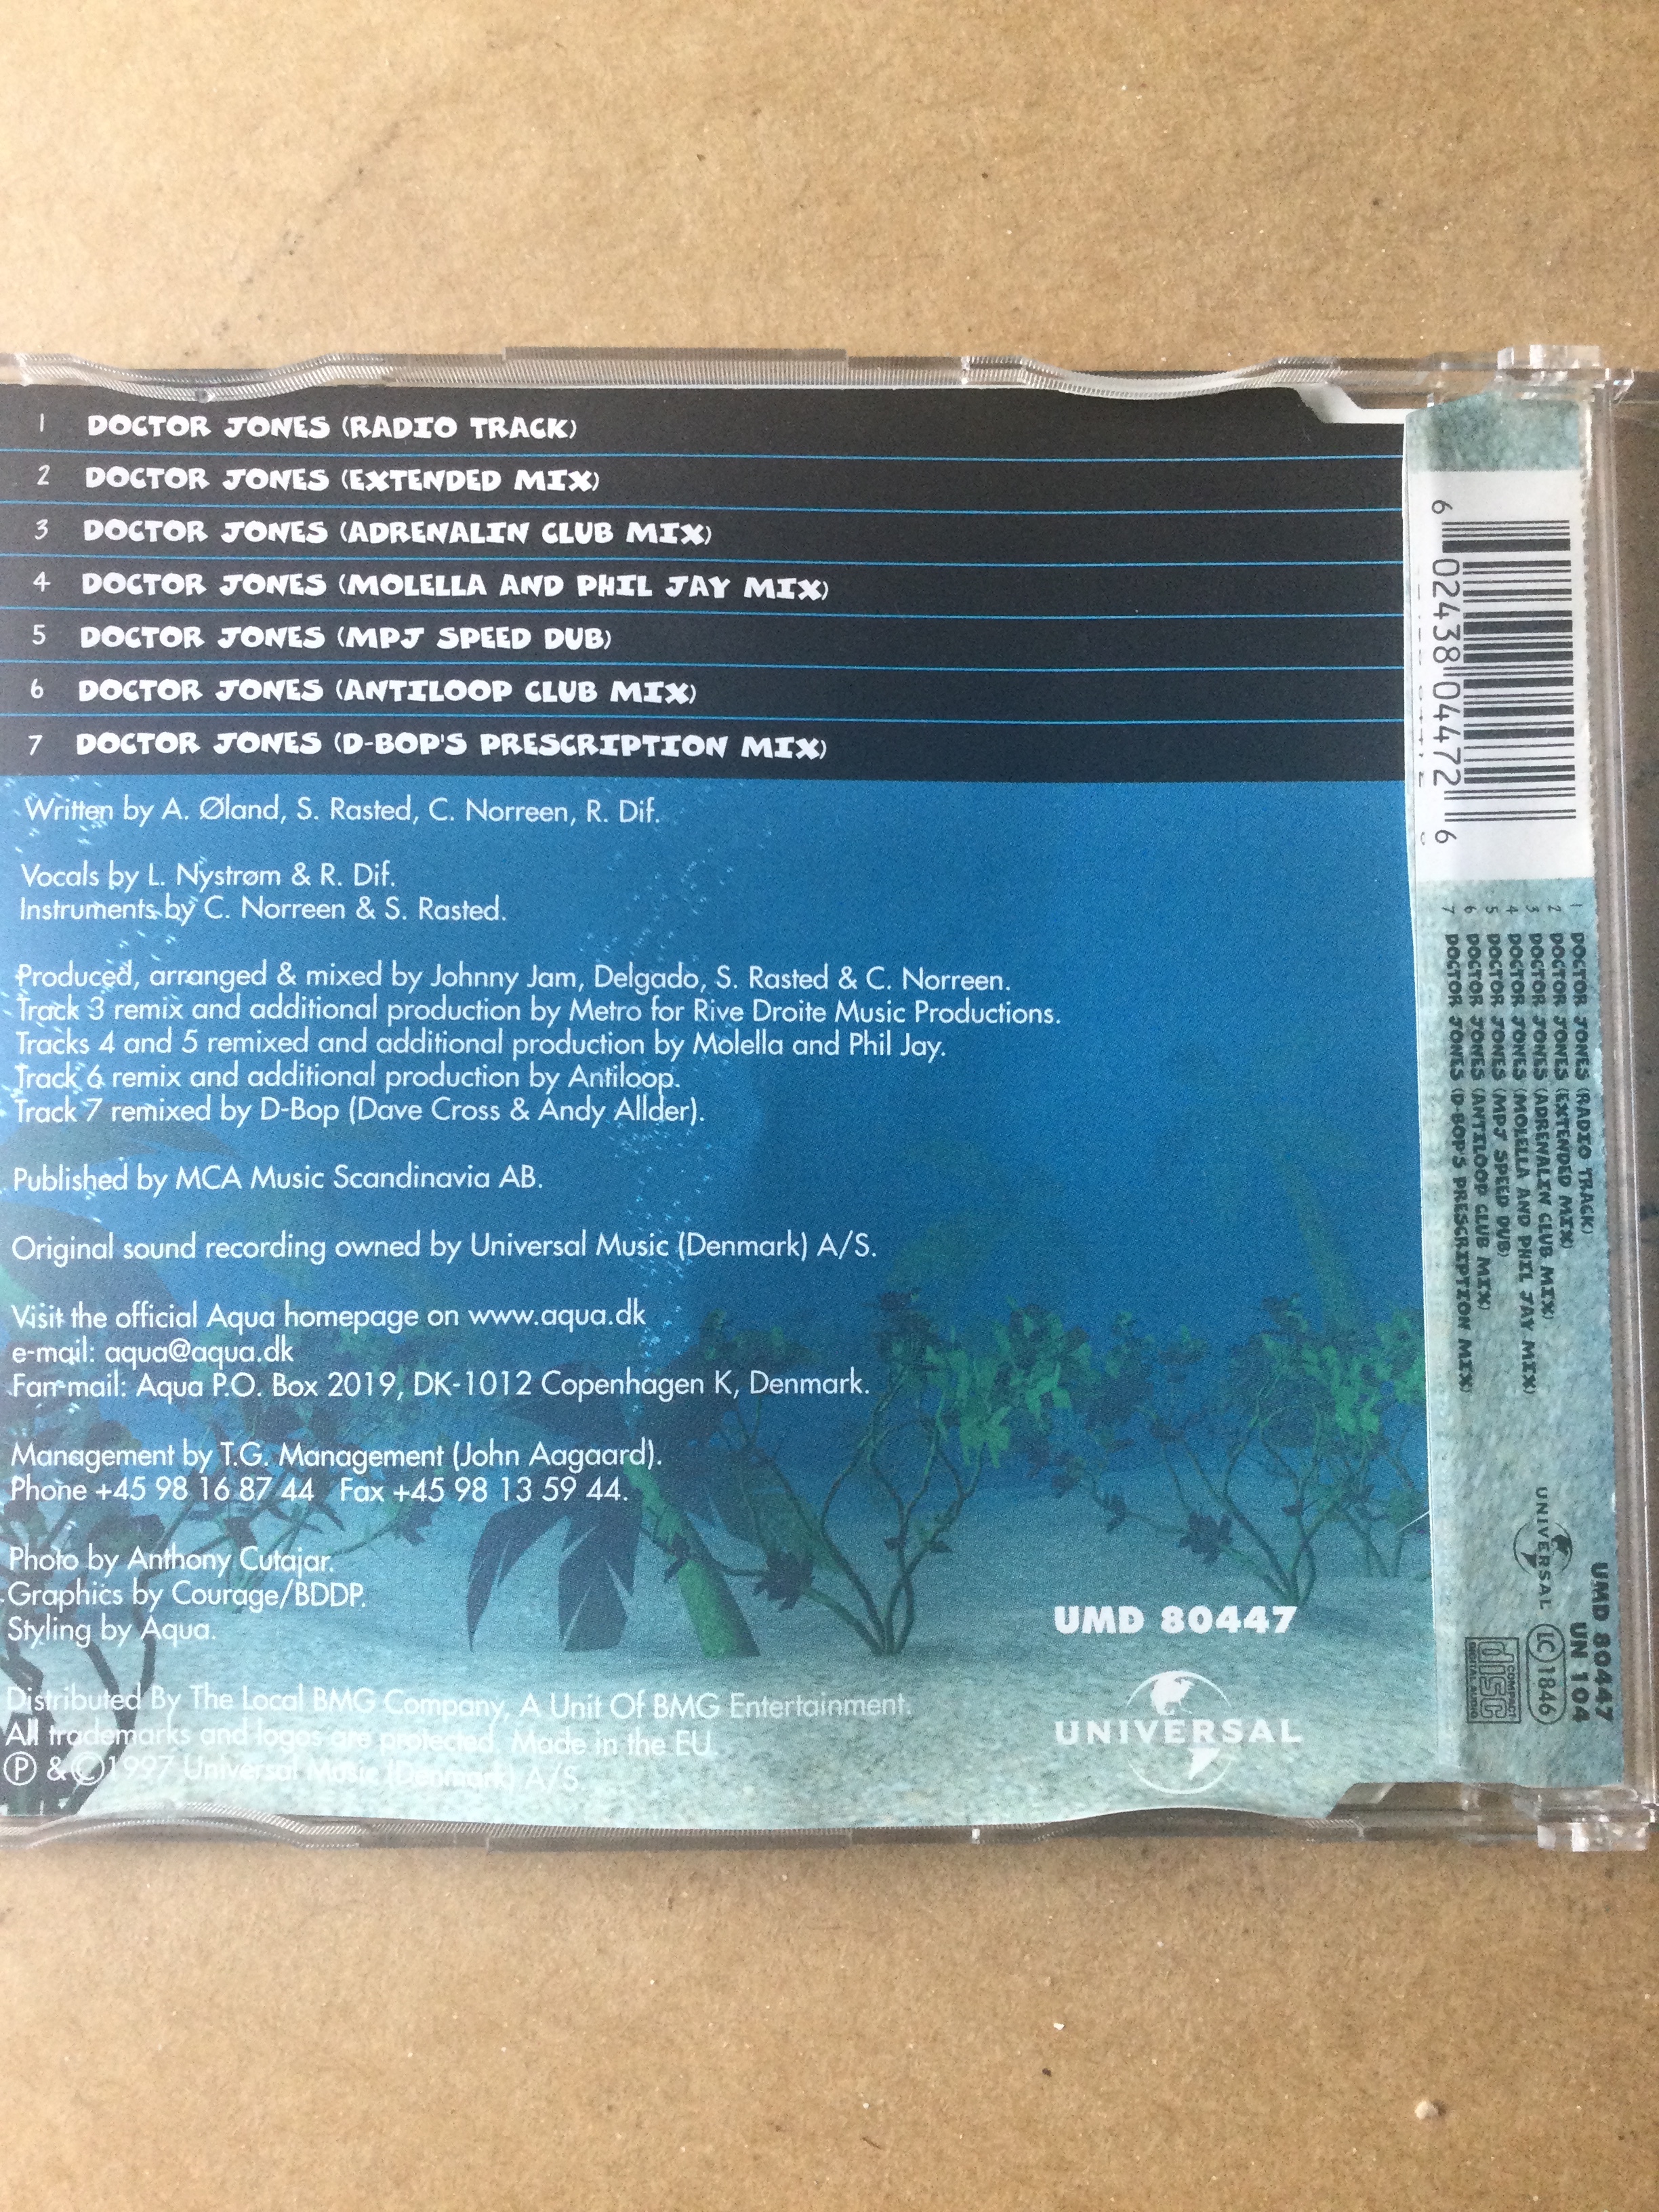 1 DOCTOR JONES (RADIO TRACK)
2 DOCTOR JONES (EXTENDED MIX)
3 DOCTOR JONES (ADRENALIN CLUB MIX)
4 DOCTOR JONES (MOLELLA AND PHIL JAY MIX)
5 DOCTOR JONES (MPJ SPEED DUB)
6 DOCTOR JONES (ANTILOOP CLUB MIX)
7 DOCTOR JONES (D-BOP'S PRESCRIPTION MIX)
Written by A. Øland, S. Rasted, C. Norreen, R. Dif.
Vocals by L. Nystrøm & R. Dif.
Instruments by C. Norreen & S. Rasted.
Produced, arranged & mixed by Johnny Jam, Delgado, S. Rasted & C. Norreen.
Track 3 remix and additional production by Metro for Rive Droite Music Productions.
Tracks 4 and 5 remixed and additional production by Molella and Phil Jay.
Track 6 remix and additional production by Antiloop.
Track 7 remixed by D-Bop (Dave Cross & Andy Allder).
Published by MCA Music Scandinavia AB.
Original sound recording owned by Universal Music (Denmark) A/S.
Visit the official Aqua homepage on www.aqua.dk
e-mail: aqua@aqua.dk
Fan-mail: Aqua P.O. Box 2019, DK-1012 Copenhagen K, Denmark.
Management by T.G. Management (John Aagaard).
Phone +45 98 16 87 44 Fax +45 98 13 59 44.
Photo by Anthony Cutajar.
Graphics by Courage/BDDP.
Styling by Aqua.
Distributed By The Local BMG Company, A Unit Of BMG Entertainment.
All trademarks and logos are protected. Made in the EU
℗ & ©1997 Universal Music (Denmark) A/S.
UMD 80447
UNIVERSAL
6 02438 04472 6
1 DOCTOR JONES (RADIO TRACK)
2 DOCTOR JONES (EXTENDED MIX)
3 DOCTOR JONES (ADRENALIN CLUB MIX)
4 DOCTOR JONES (MOLELLA AND PHIL JAY MIX)
5 DOCTOR JONES (MPJ SPEED DUB)
6 DOCTOR JONES (ANTILOOP CLUB MIX)
7 DOCTOR JONES (D-BOP'S PRESCRIPTION MIX)
UNIVERSAL
UMD 80447
UN 104
LC 1846
COMPACT
disc
DIGITAL AUDIO